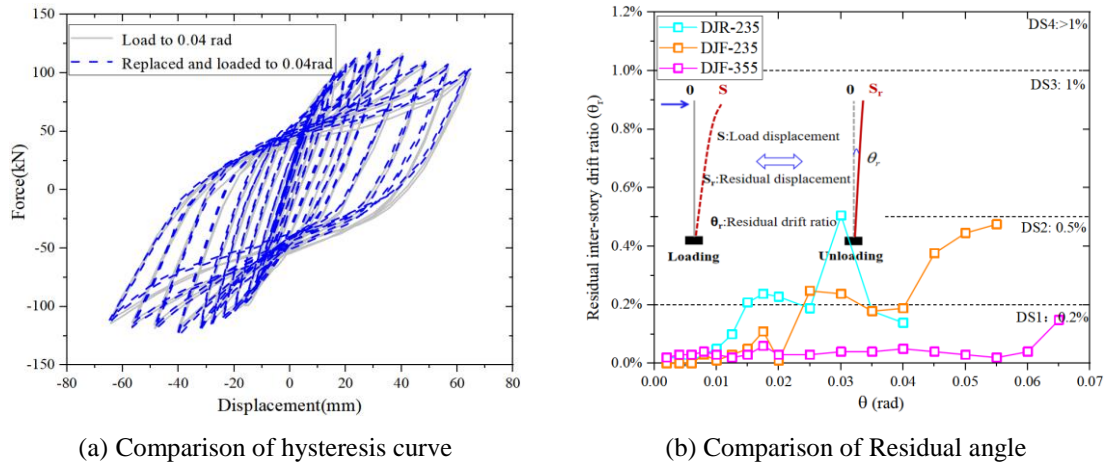 150
100
50
0
-50
-100
-150
-80
-60
-40
-20
0
20
40
60
80
Force(kN)
Displacement(mm)
Load to 0.04 rad
Replaced and loaded to 0.04rad
(a) Comparison of hysteresis curve
1.2%
1.0%
0.8%
0.6%
0.4%
0.2%
0.0%
0.00
0.01
0.02
0.03
0.04
0.05
0.06
0.07
Residual inter-story drift ratio (θr)
θ (rad)
DJR-235
DJF-235
DJF-355
DS4:>1%
DS3: 1%
DS2: 0.5%
DS1：0.2%
0 S
0 Sr
S:Load displacement
θr
Sr:Residual displacement
θr:Residual drift ratio
Loading
Unloading
(b) Comparison of Residual angle